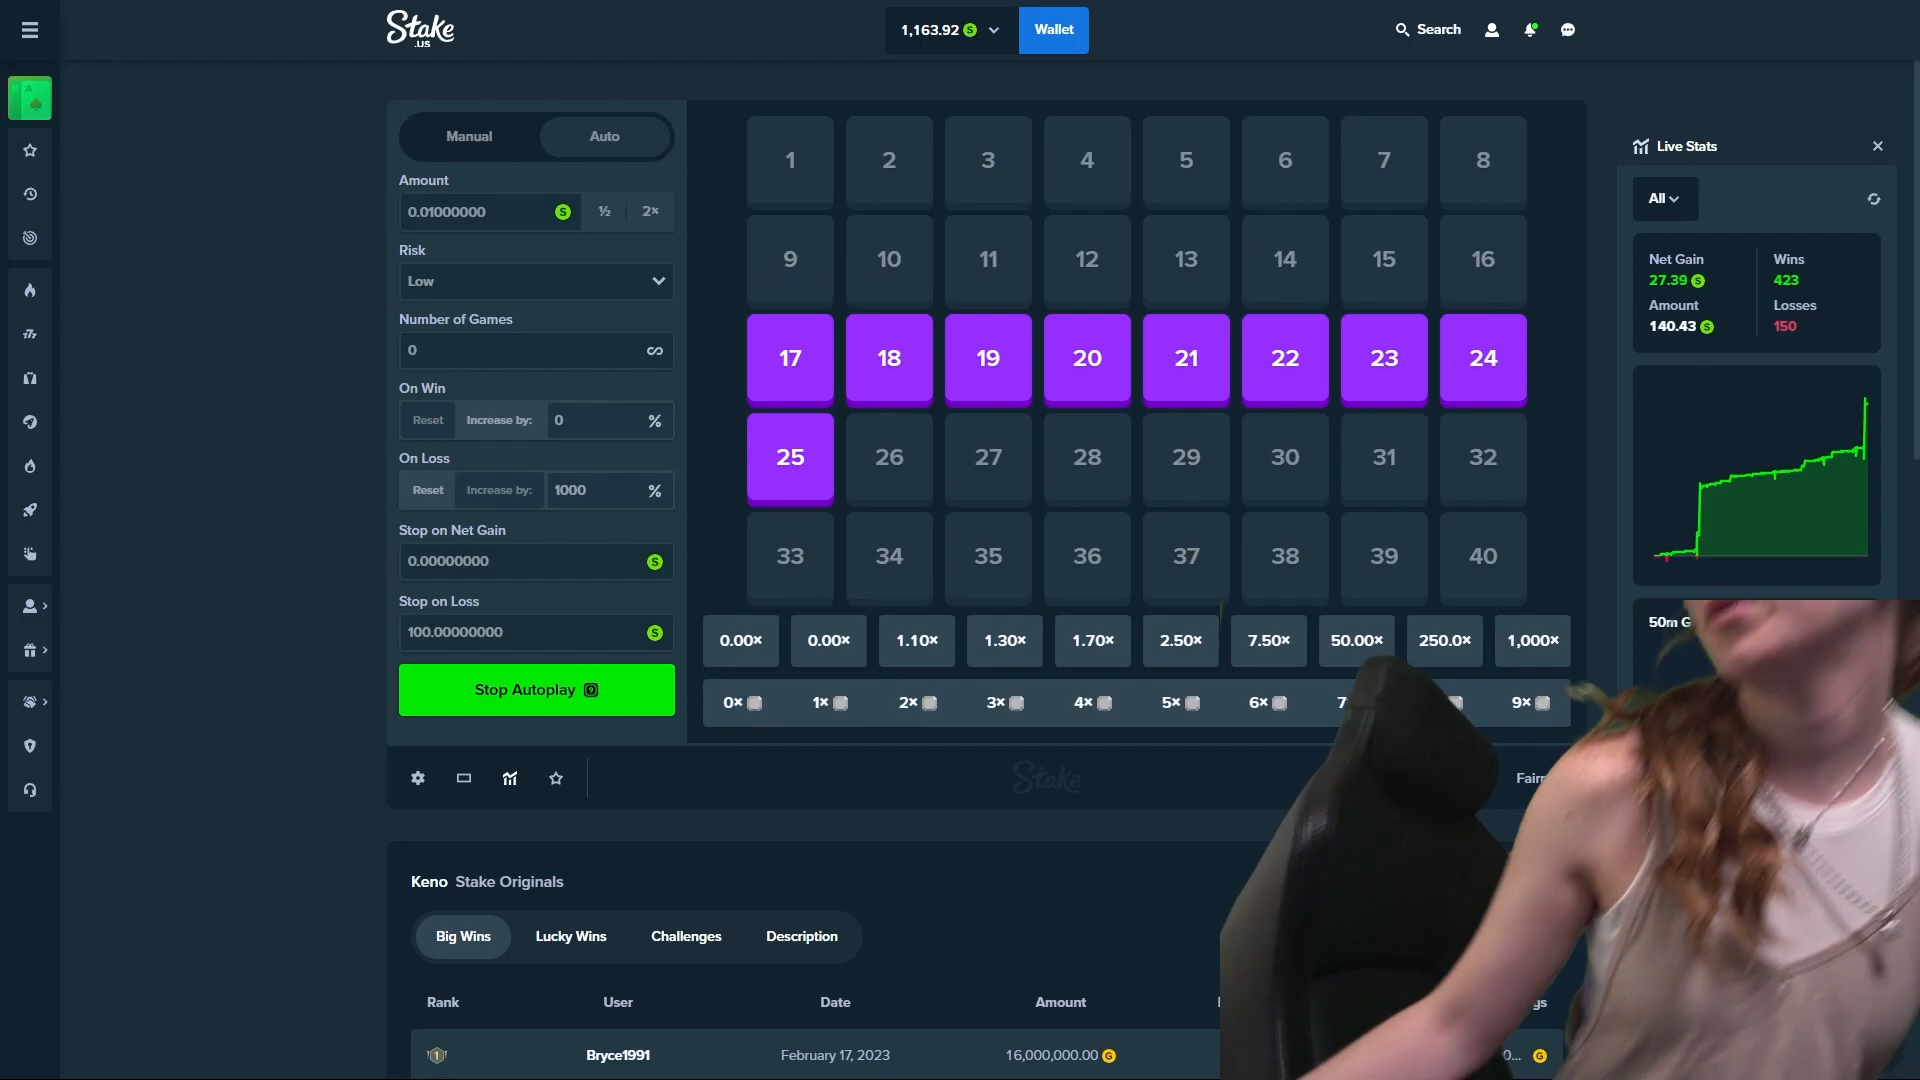 Stake
.US
1,163.92
Wallet
Search
Manual
Auto
Amount
0.01000000
½
2×
Risk
Low
Number of Games
0
On Win
Reset
Increase by:
0
%
On Loss
Reset
Increase by:
1000
%
Stop on Net Gain
0.00000000
Stop on Loss
100.00000000
Stop Autoplay
1 2 3 4 5 6 7 8
9 10 11 12 13 14 15 16
17 18 19 20 21 22 23 24
25 26 27 28 29 30 31 32
33 34 35 36 37 38 39 40
0.00× 0.00× 1.10× 1.30× 1.70× 2.50× 7.50× 50.00× 250.0× 1,000×
0× 1× 2× 3× 4× 5× 6× 7 9×
Live Stats
All
Net Gain
27.39
Wins
423
Amount
140.43
Losses
150
50m G
Stake
Keno Stake Originals
Big Wins
Lucky Wins
Challenges
Description
Rank User Date Amount
Bryce1991 February 17, 2023 16,000,000.00